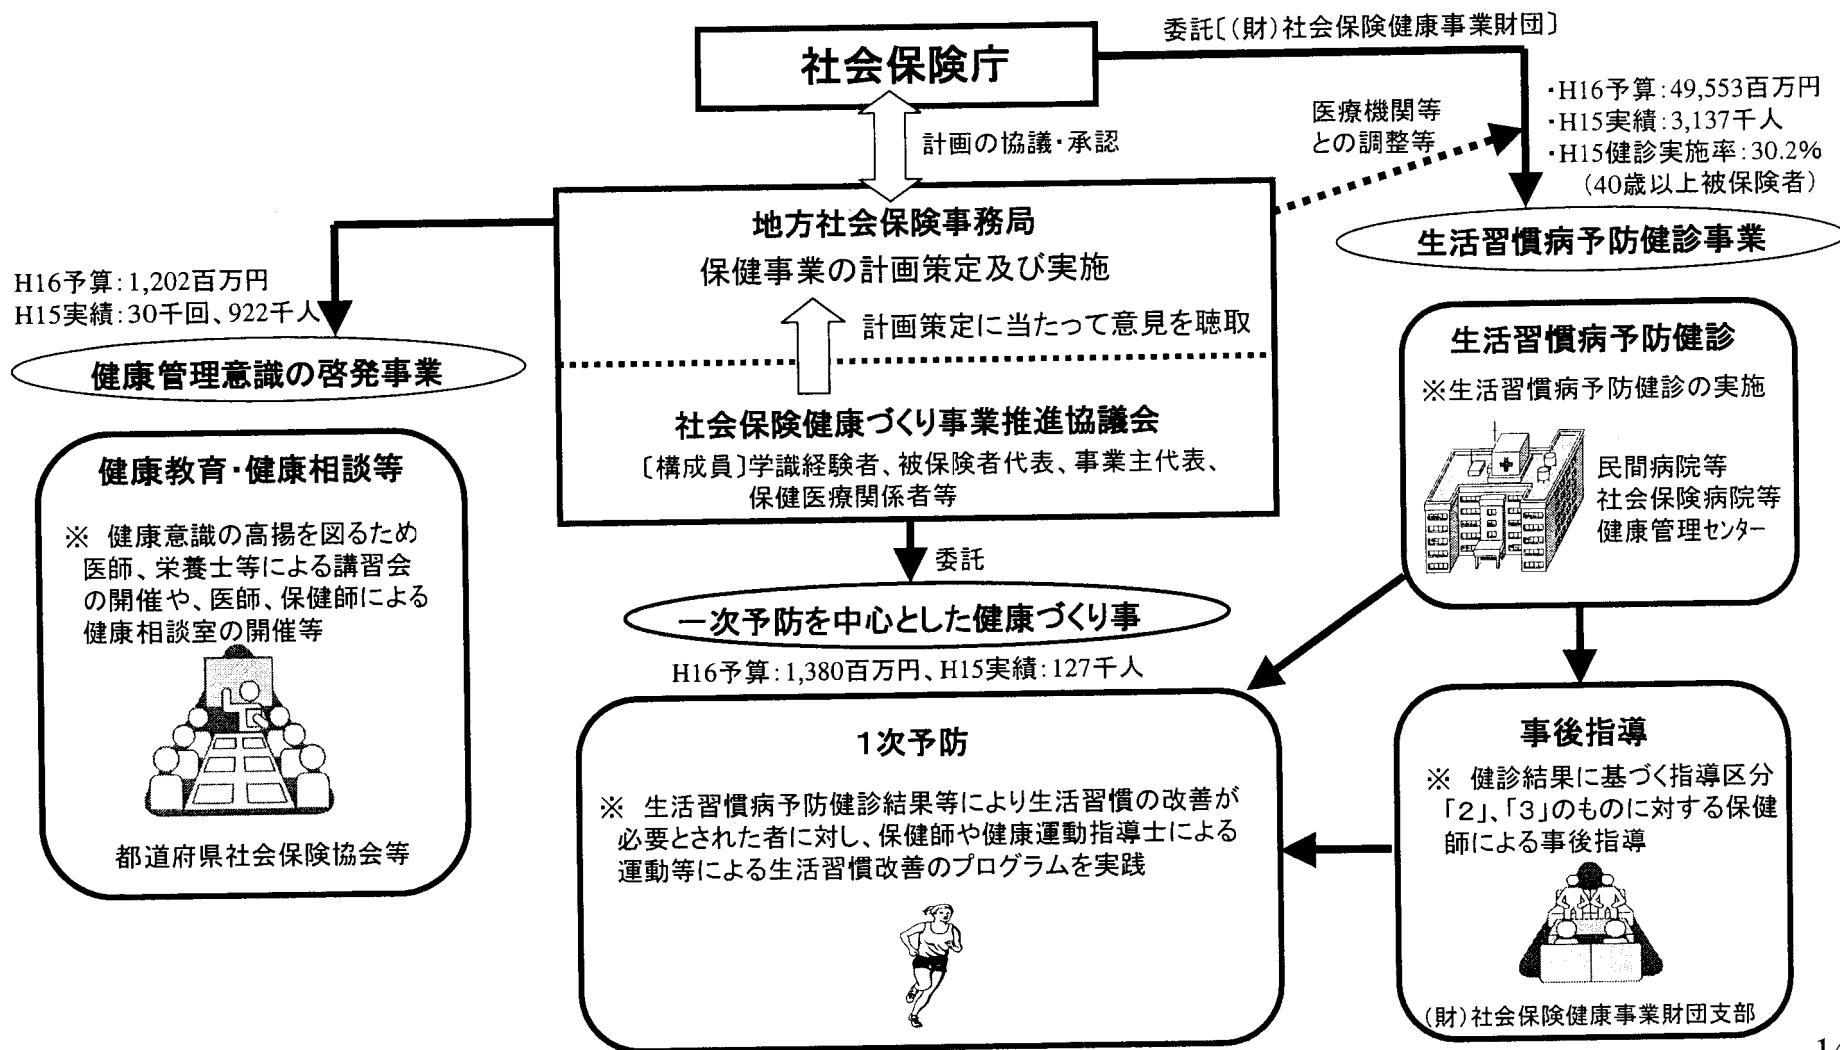 委託〔(財)社会保険健康事業財団〕
社会保険庁
・H16予算:49,553百万円
・H15実績:3,137千人
・H15健診実施率:30.2%
(40歳以上被保険者)
医療機関等
との調整等
計画の協議・承認
地方社会保険事務局
保健事業の計画策定及び実施
計画策定に当たって意見を聴取
社会保険健康づくり事業推進協議会
〔構成員〕学識経験者、被保険者代表、事業主代表、
保健医療関係者等
H16予算:1,202百万円
H15実績:30千回、922千人
健康管理意識の啓発事業
健康教育・健康相談等
※ 健康意識の高揚を図るため
医師、栄養士等による講習会
の開催や、医師、保健師による
健康相談室の開催等
都道府県社会保険協会等
委託
一次予防を中心とした健康づくり事
H16予算:1,380百万円、H15実績:127千人
1次予防
※ 生活習慣病予防健診結果等により生活習慣の改善が
必要とされた者に対し、保健師や健康運動指導士による
運動等による生活習慣改善のプログラムを実践
生活習慣病予防健診事業
生活習慣病予防健診
※生活習慣病予防健診の実施
民間病院等
社会保険病院等
健康管理センター
事後指導
※ 健診結果に基づく指導区分
「2」、「3」のものに対する保健
師による事後指導
(財)社会保険健康事業財団支部